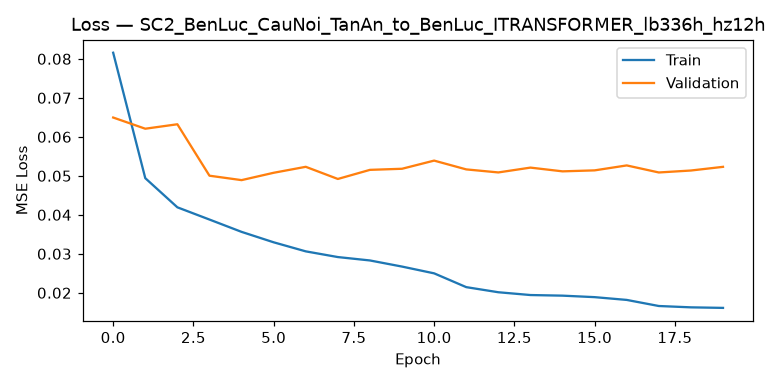 Loss — SC2_BenLuc_CauNoi_TanAn_to_BenLuc_ITRANSFORMER_lb336h_hz12h
Train
Validation
MSE Loss
0.08
0.07
0.06
0.05
0.04
0.03
0.02
0.0 2.5 5.0 7.5 10.0 12.5 15.0 17.5
Epoch